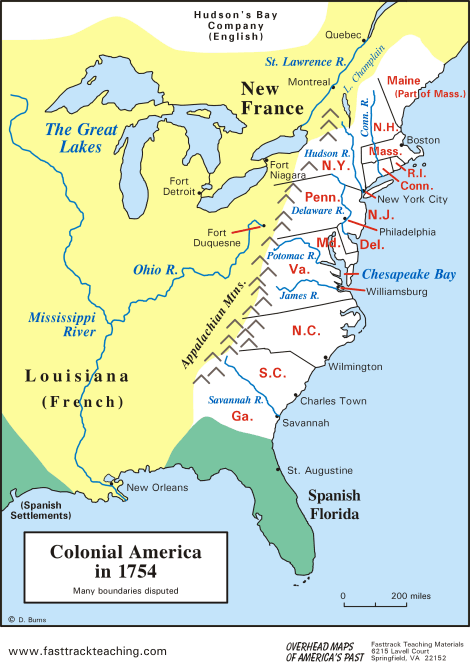 Hudson's Bay
Company
(English)
Quebec
St. Lawrence R.
L. Champlain
Montreal
New
France
Maine
(Part of Mass.)
Conn. R.
The Great
Lakes
N.H.
Boston
Mass.
Hudson R.
Fort
Niagara
N.Y.
R.I.
Conn.
Fort
Detroit
New York City
Penn.
Delaware R.
N.J.
Philadelphia
Fort
Duquesne
Md.
Del.
Potomac R.
Va.
Ohio R.
Chesapeake Bay
James R.
Williamsburg
Appalachian Mtns.
Mississippi
River
N.C.
Wilmington
Louisiana
(French)
S.C.
Savannah R.
Charles Town
Ga.
Savannah
St. Augustine
New Orleans
Spanish
Florida
(Spanish
Settlements)
Colonial America
in 1754
Many boundaries disputed
0 200 miles
© D. Burns
www.fasttrackteaching.com
OVERHEAD MAPS
OF AMERICA'S PAST
Fasttrack Teaching Materials
6215 Lavell Court
Springfield, VA 22152